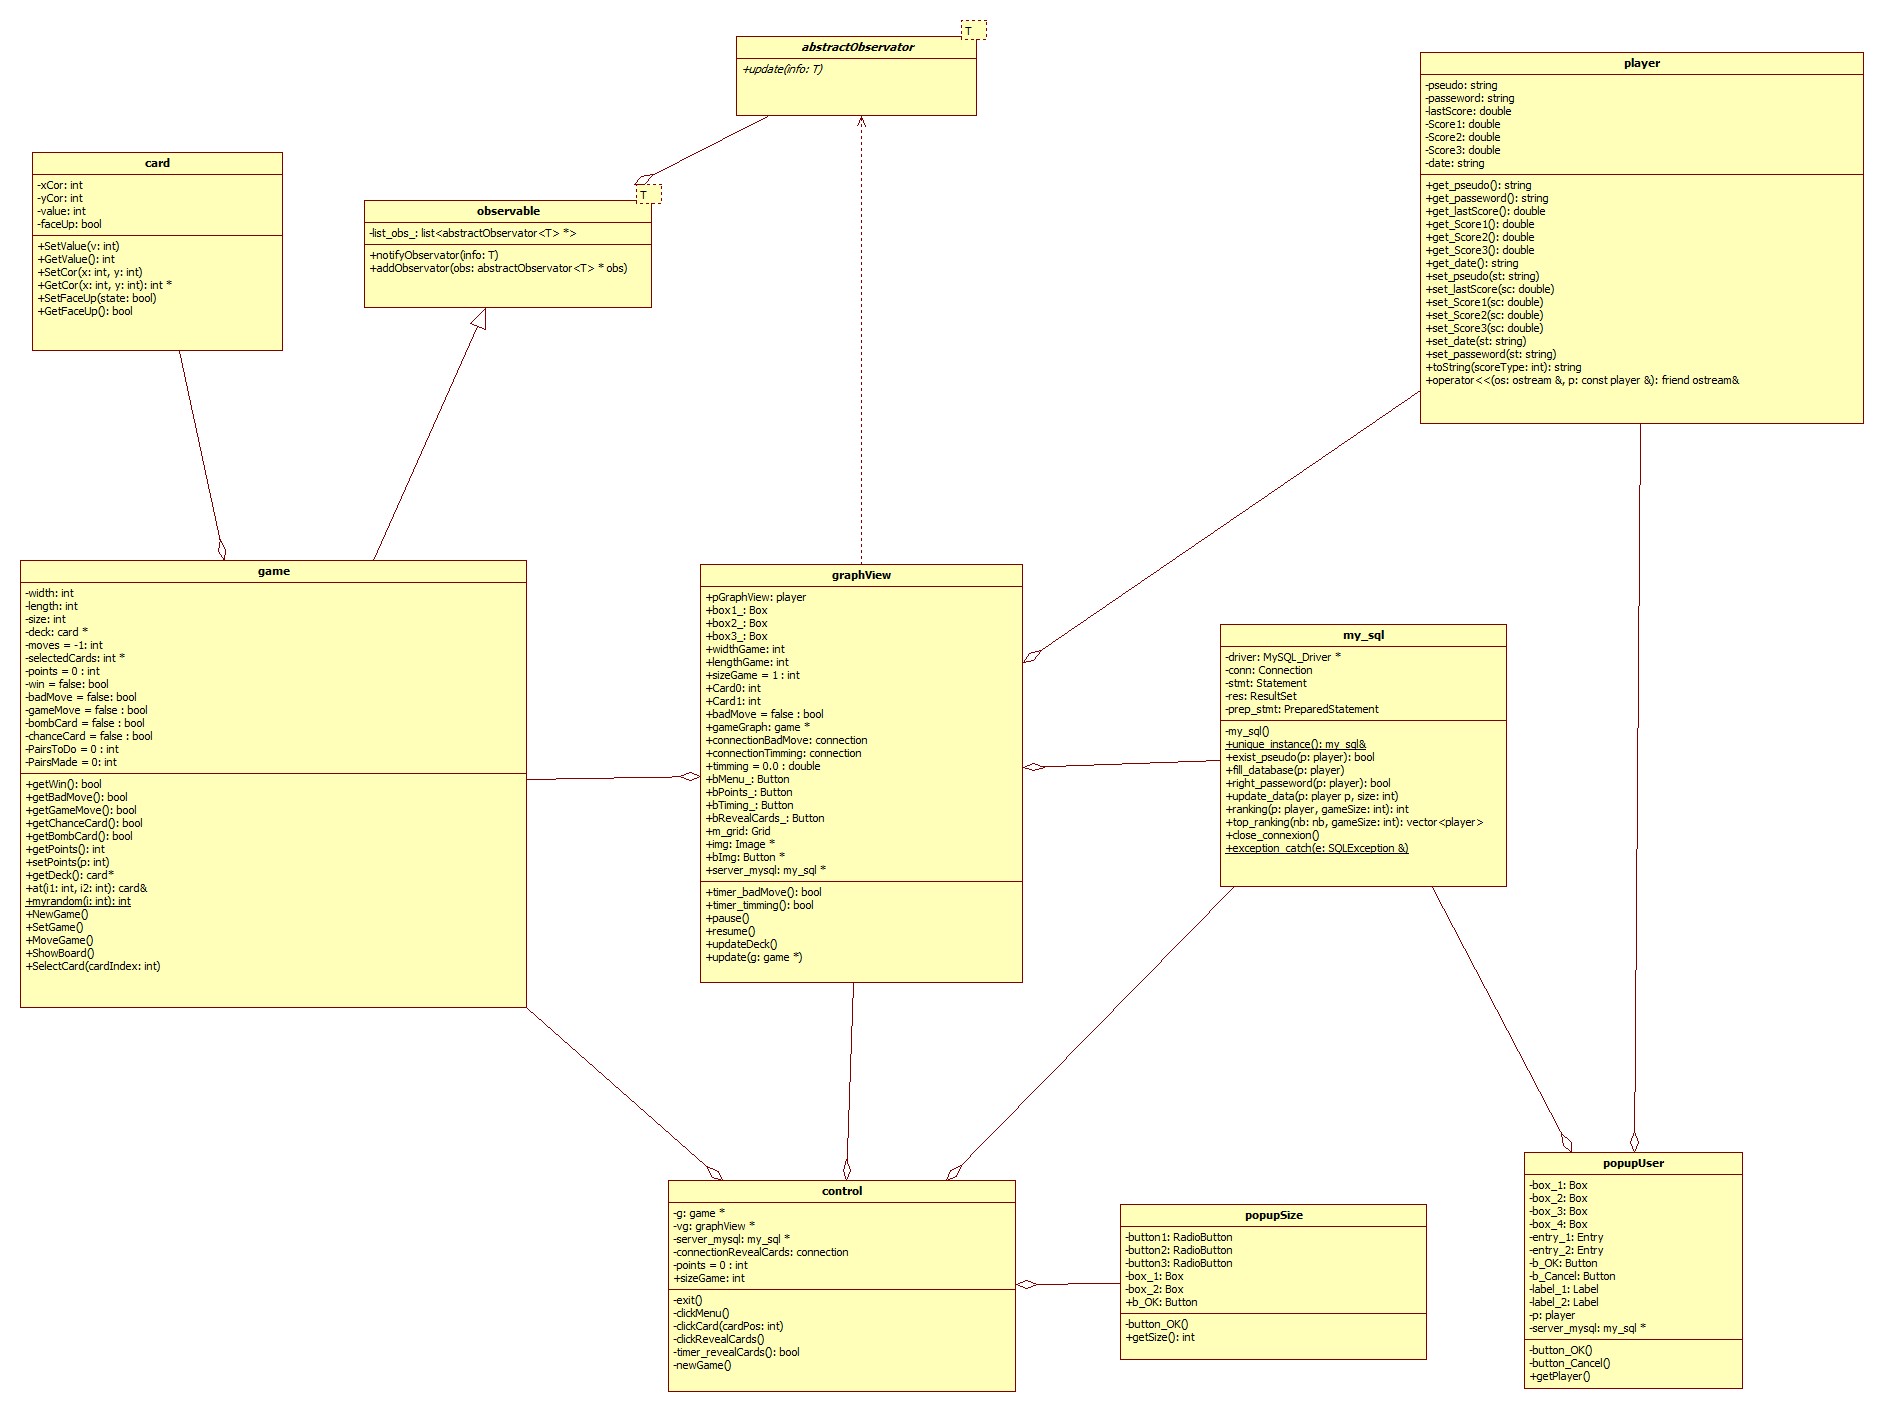 T
abstractObservator
+update(info: T)
player
-pseudo: string
-passeword: string
-lastScore: double
-Score1: double
-Score2: double
-Score3: double
-date: string
+get_pseudo(): string
+get_passeword(): string
+get_lastScore(): double
+get_Score1(): double
+get_Score2(): double
+get_Score3(): double
+get_date(): string
+set_pseudo(st: string)
+set_lastScore(sc: double)
+set_Score1(sc: double)
+set_Score2(sc: double)
+set_Score3(sc: double)
+set_date(st: string)
+set_passeword(st: string)
+toString(scoreType: int): string
+operator<<(os: ostream &, p: const player &): friend ostream&
card
-xCor: int
-yCor: int
-value: int
-faceUp: bool
+SetValue(v: int)
+GetValue(): int
+SetCor(x: int, y: int)
+GetCor(x: int, y: int): int *
+SetFaceUp(state: bool)
+GetFaceUp(): bool
T
observable
-list_obs_: list<abstractObservator<T> *>
+notifyObservator(info: T)
+addObservator(obs: abstractObservator<T> * obs)
game
-width: int
-length: int
-size: int
-deck: card *
-moves = -1: int
-selectedCards: int *
-points = 0 : int
-win = false: bool
-badMove = false: bool
-gameMove = false : bool
-bombCard = false : bool
-chanceCard = false : bool
-PairsToDo = 0 : int
-PairsMade = 0: int
+getWin(): bool
+getBadMove(): bool
+getGameMove(): bool
+getChanceCard(): bool
+getBombCard(): bool
+getPoints(): int
+setPoints(p: int)
+getDeck(): card*
+at(i1: int, i2: int): card&
+myrandom(i: int): int
+NewGame()
+SetGame()
+MoveGame()
+ShowBoard()
+SelectCard(cardIndex: int)
graphView
+pGraphView: player
+box1_: Box
+box2_: Box
+box3_: Box
+widthGame: int
+lengthGame: int
+sizeGame = 1 : int
+Card0: int
+Card1: int
+badMove = false : bool
+gameGraph: game *
+connectionBadMove: connection
+connectionTimming: connection
+timming = 0.0 : double
+bMenu_: Button
+bPoints_: Button
+bTiming_: Button
+bRevealCards_: Button
+m_grid: Grid
+img: Image *
+bImg: Button *
+server_mysql: my_sql *
+timer_badMove(): bool
+timer_timming(): bool
+pause()
+resume()
+updateDeck()
+update(g: game *)
my_sql
-driver: MySQL_Driver *
-conn: Connection
-stmt: Statement
-res: ResultSet
-prep_stmt: PreparedStatement
-my_sql()
+unique_instance(): my_sql&
+exist_pseudo(p: player): bool
+fill_database(p: player)
+right_passeword(p: player): bool
+update_data(p: player p, size: int)
+ranking(p: player, gameSize: int): int
+top_ranking(nb: nb, gameSize: int): vector<player>
+close_connexion()
+exception_catch(e: SQLException &)
control
-g: game *
-vg: graphView *
-server_mysql: my_sql *
-connectionRevealCards: connection
-points = 0 : int
+sizeGame: int
-exit()
-clickMenu()
-clickCard(cardPos: int)
-clickRevealCards()
-timer_revealCards(): bool
-newGame()
popupSize
-button1: RadioButton
-button2: RadioButton
-button3: RadioButton
-box_1: Box
-box_2: Box
+b_OK: Button
-button_OK()
+getSize(): int
popupUser
-box_1: Box
-box_2: Box
-box_3: Box
-box_4: Box
-entry_1: Entry
-entry_2: Entry
-b_OK: Button
-b_Cancel: Button
-label_1: Label
-label_2: Label
-p: player
-server_mysql: my_sql *
-button_OK()
-button_Cancel()
+getPlayer()